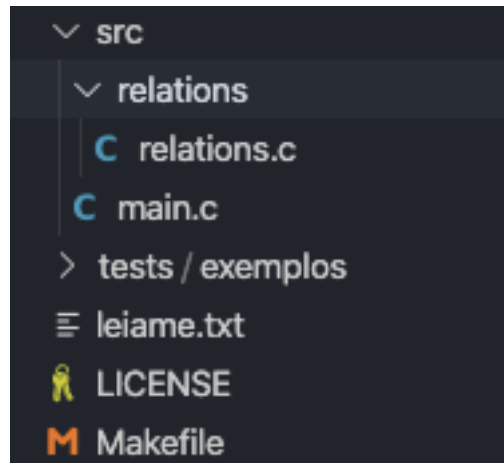 src
relations
C relations.c
C main.c
tests / exemplos
leiame.txt
LICENSE
M Makefile